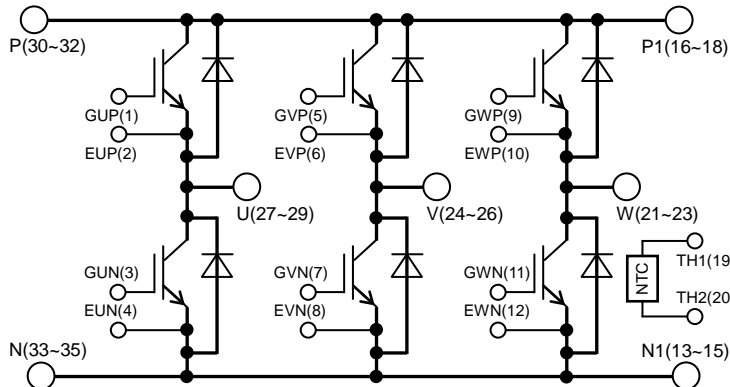 P(30~32)
P1(16~18)
GUP(1)
GVP(5)
GWP(9)
EUP(2)
EVP(6)
EWP(10)
U(27~29)
V(24~26)
W(21~23)
GUN(3)
GVN(7)
GWN(11)
NTC
TH1(19
EUN(4)
EVN(8)
EWN(12)
TH2(20
N(33~35)
N1(13~15)